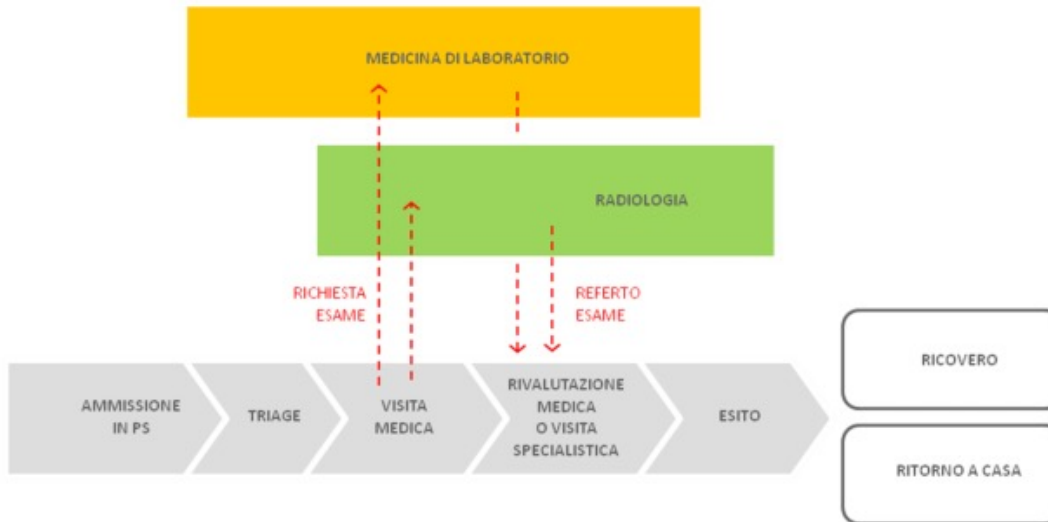 MEDICINA DI LABORATORIO
RADIOLOGIA
RICHIESTA
ESAME
REFERTO
ESAME
AMMISSIONE
IN PS
TRIAGE
VISITA
MEDICA
RIVALUTAZIONE
MEDICA
O VISITA
SPECIALISTICA
ESITO
RICOVERO
RITORNO A CASA